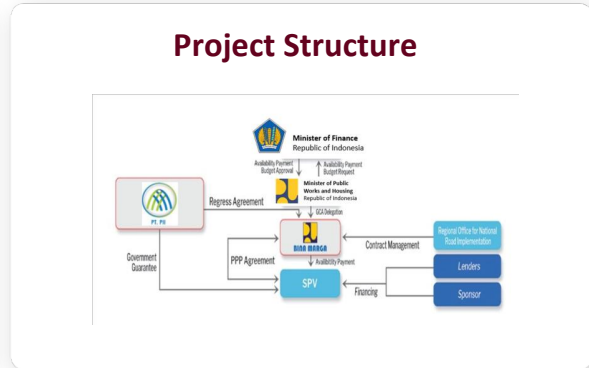 Project Structure
Minister of Finance
Republic of Indonesia
Availability Payment
Budget Approval
Availability Payment
Budget Request
Minister of Public
Works and Housing
Republic of Indonesia
PT. PII
Regress Agreement
GCA Delegation
BINA MARGA
Regional Office for National
Road Implementation
Contract Management
Government
Guarantee
PPP Agreement
Availibility Payment
SPV
Lenders
Financing
Sponsor